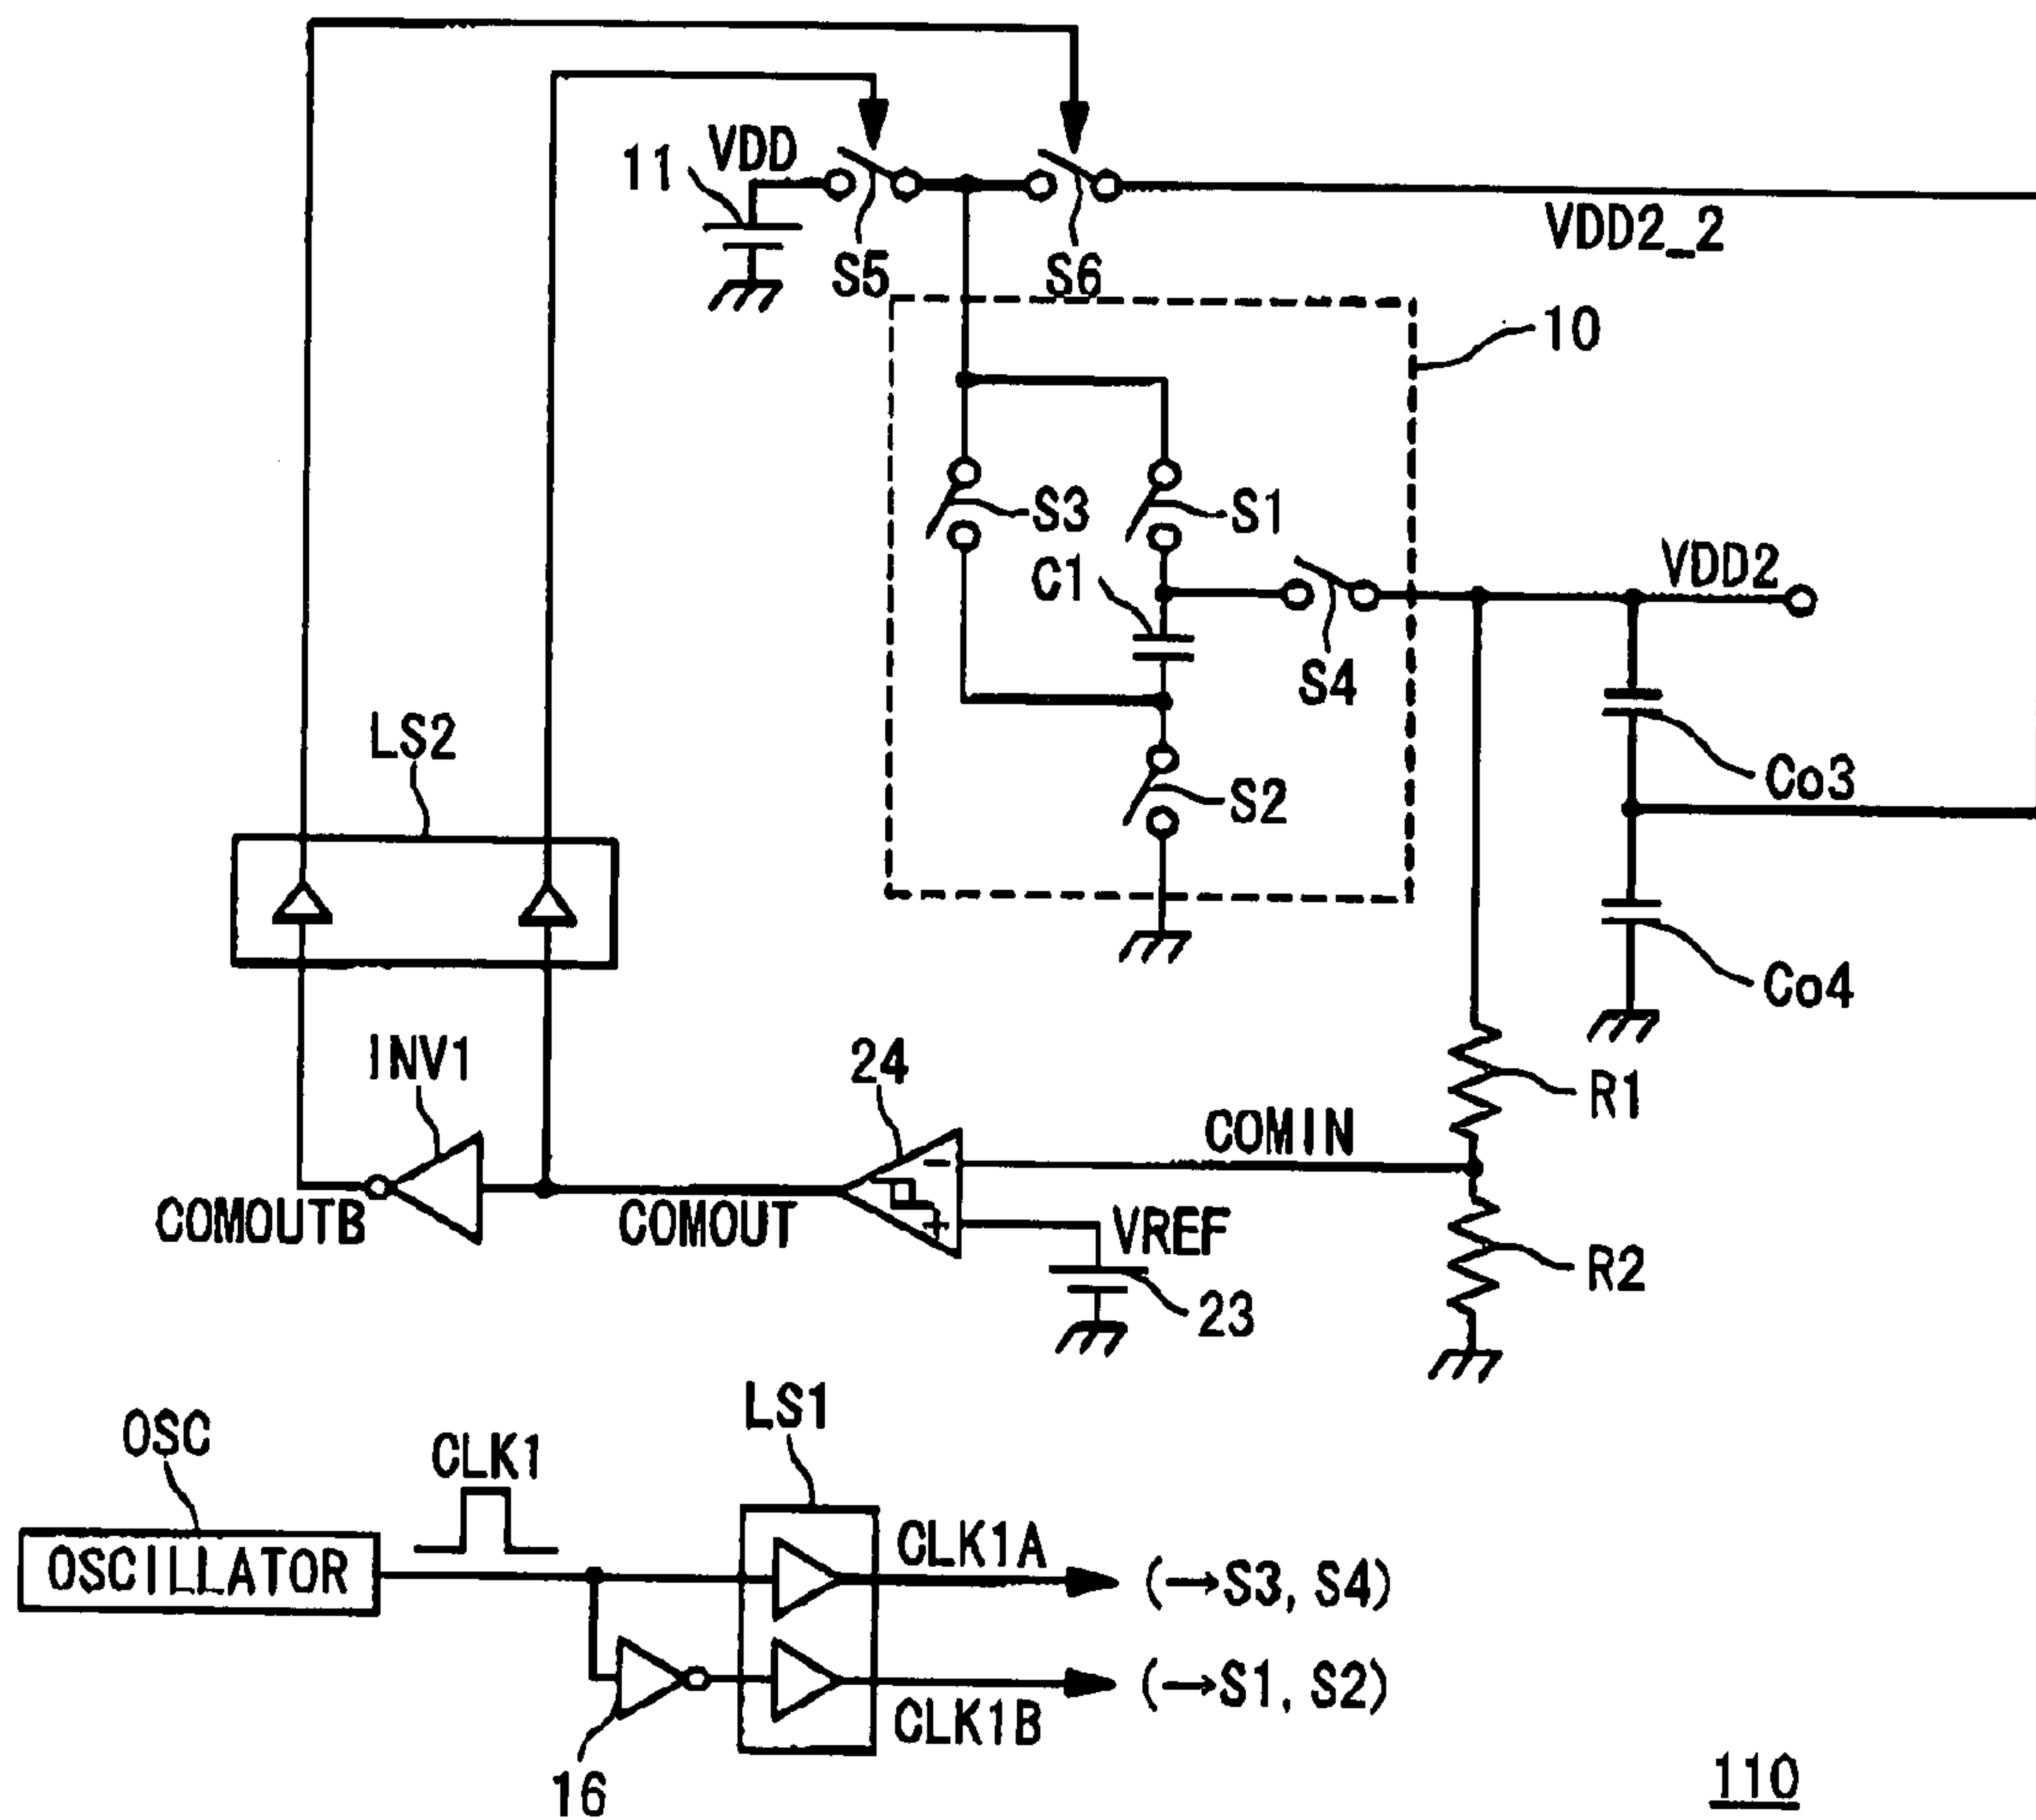 11
VDD
S5
S6
VDD2_2
10
S3
S1
C1
S4
VDD2
S2
LS2
Co3
Co4
INV1
24
COMIN
R1
COMOUTB
COMOUT
-
+
VREF
23
R2
OSC
CLK1
LS1
OSCILLATOR
CLK1A
(→S3, S4)
CLK1B
(→S1, S2)
16
110